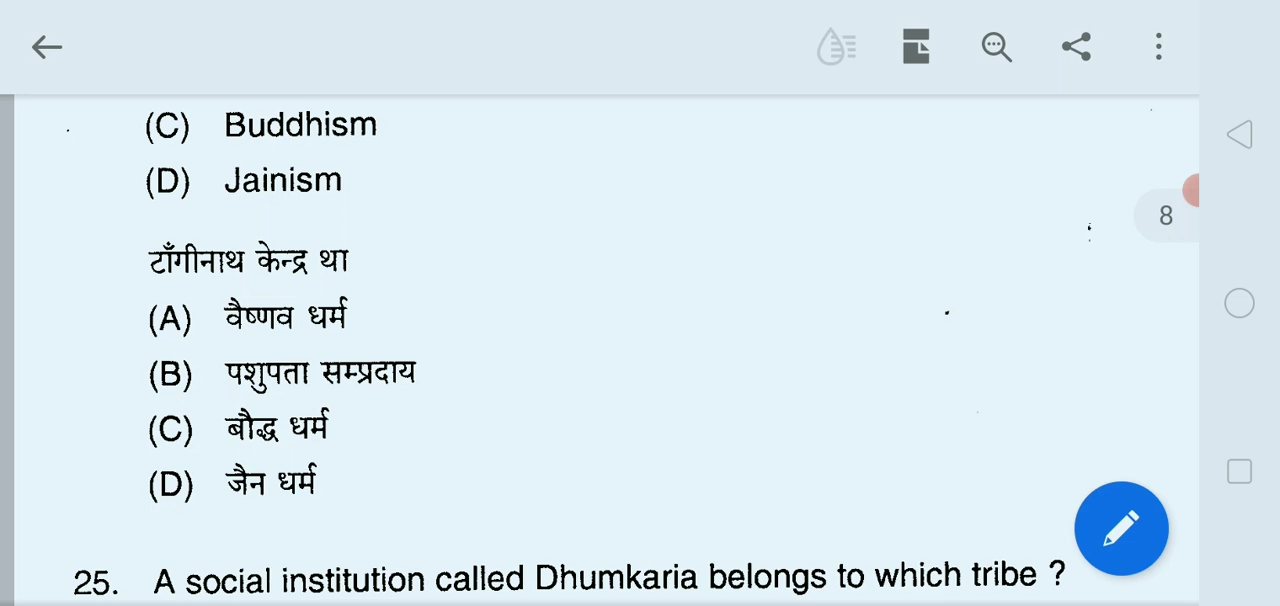 (C) Buddhism
(D) Jainism
8
टाँगीनाथ केन्द्र था
(A) वैष्णव धर्म
(B) पशुपता सम्प्रदाय
(C) बौद्ध धर्म
(D) जैन धर्म
25. A social institution called Dhumkaria belongs to which tribe ?